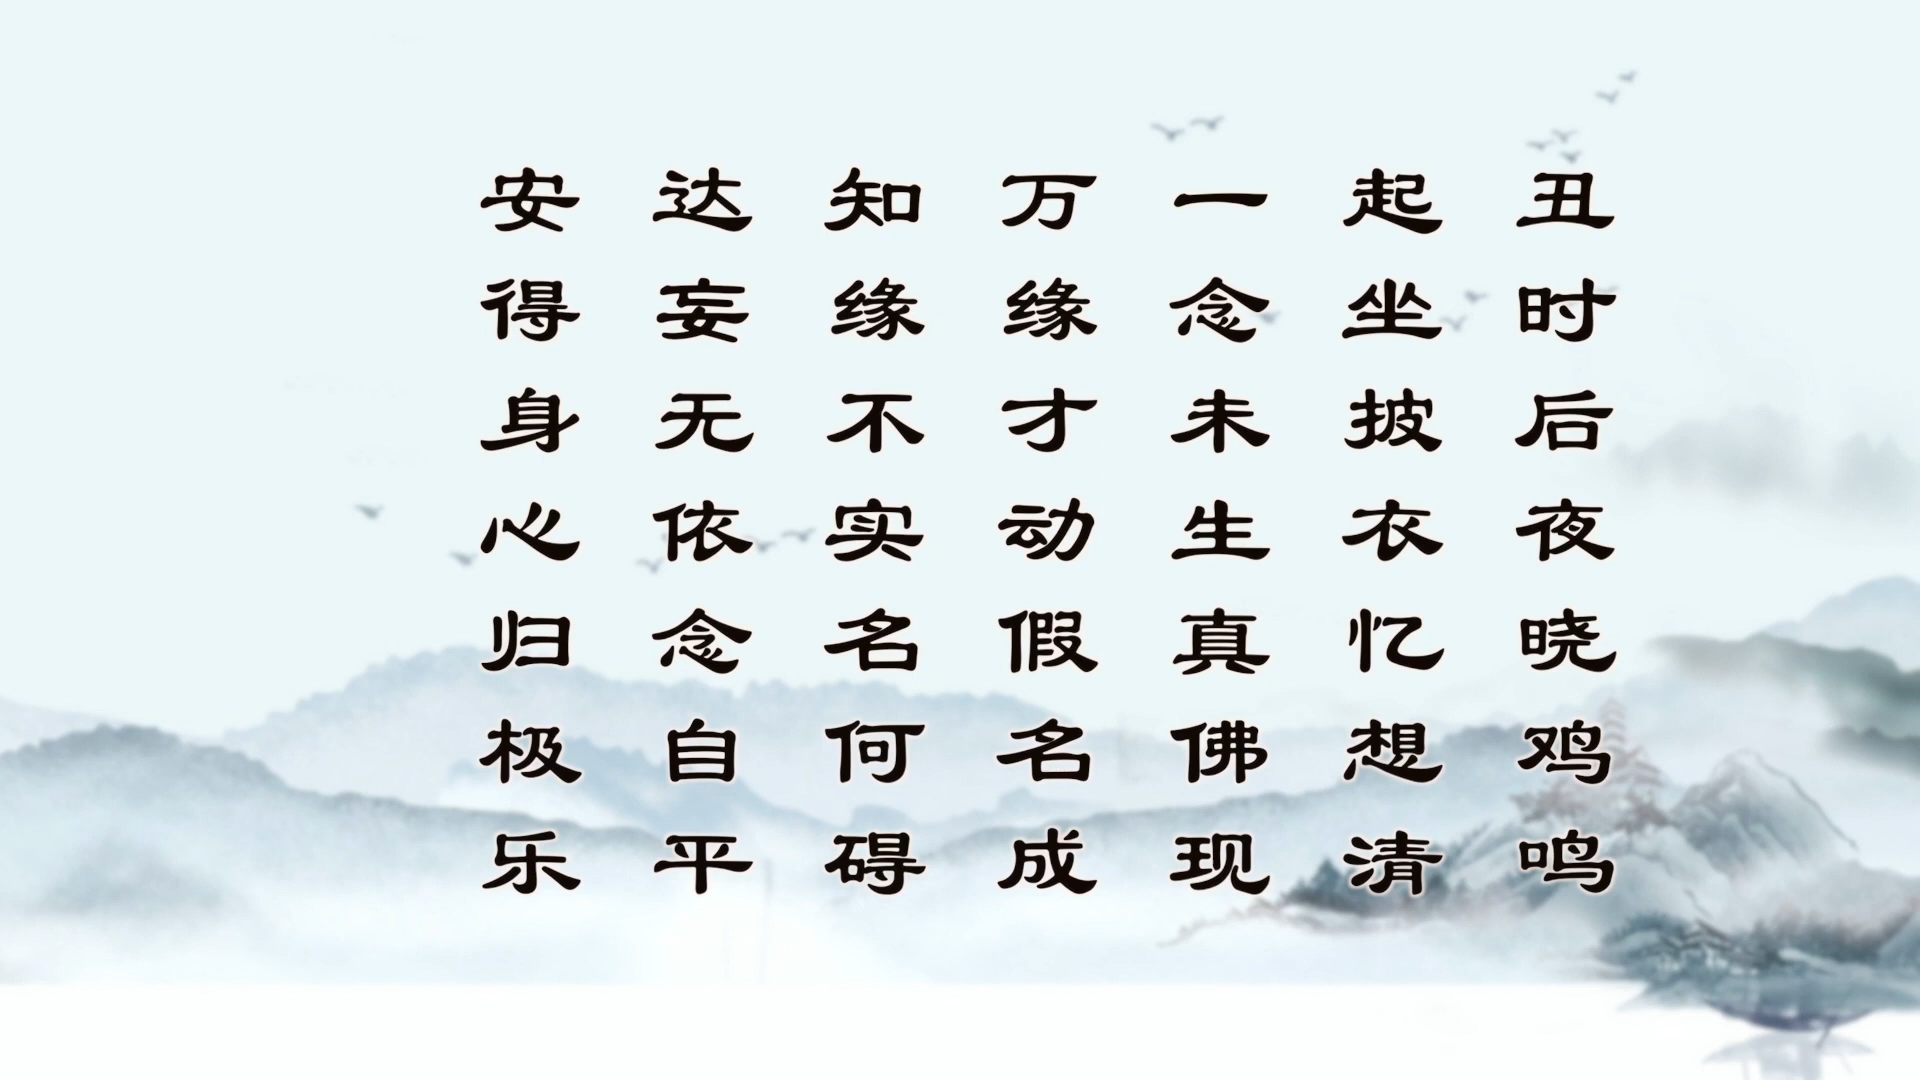 丑时后夜晓鸡鸣
起坐披衣忆想清
一念未生真佛现
万缘才动假名成
知缘不实名何碍
达妄无依念自平
安得身心归极乐